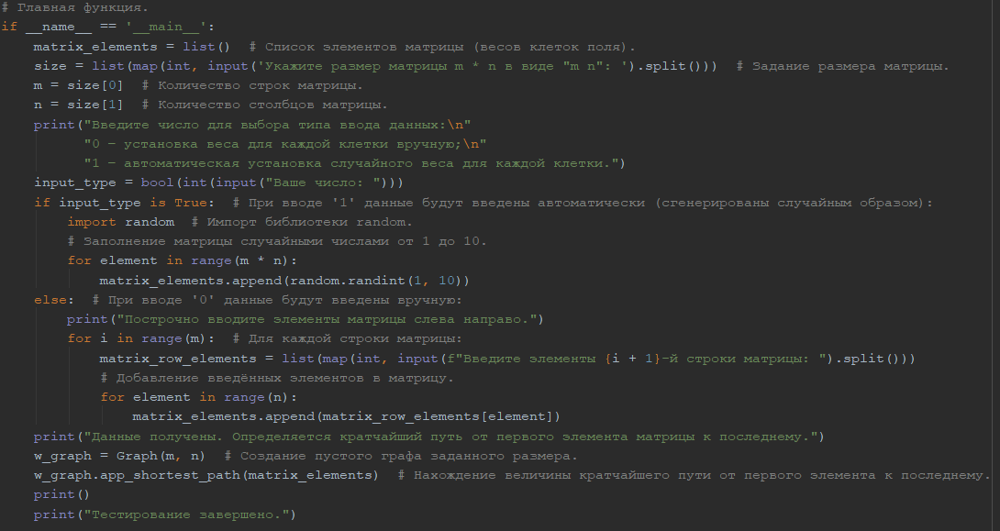 # Главная функция.
if __name__ == '__main__':
    matrix_elements = list()  # Список элементов матрицы (весов клеток поля).
    size = list(map(int, input('Укажите размер матрицы m * n в виде "m n": ').split()))  # Задание размера матрицы.
    m = size[0]  # Количество строк матрицы.
    n = size[1]  # Количество столбцов матрицы.
    print("Введите число для выбора типа ввода данных:\n"
          "0 – установка веса для каждой клетки вручную;\n"
          "1 – автоматическая установка случайного веса для каждой клетки.")
    input_type = bool(int(input("Ваше число: ")))
    if input_type is True:  # При вводе '1' данные будут введены автоматически (сгенерированы случайным образом):
        import random  # Импорт библиотеки random.
        # Заполнение матрицы случайными числами от 1 до 10.
        for element in range(m * n):
            matrix_elements.append(random.randint(1, 10))
    else:  # При вводе '0' данные будут введены вручную:
        print("Построчно вводите элементы матрицы слева направо.")
        for i in range(m):  # Для каждой строки матрицы:
            matrix_row_elements = list(map(int, input(f"Введите элементы {i + 1}-й строки матрицы: ").split()))
            # Добавление введённых элементов в матрицу.
            for element in range(n):
                matrix_elements.append(matrix_row_elements[element])
    print("Данные получены. Определяется кратчайший путь от первого элемента матрицы к последнему.")
    w_graph = Graph(m, n)  # Создание пустого графа заданного размера.
    w_graph.app_shortest_path(matrix_elements)  # Нахождение величины кратчайшего пути от первого элемента к последнему.
    print()
    print("Тестирование завершено.")